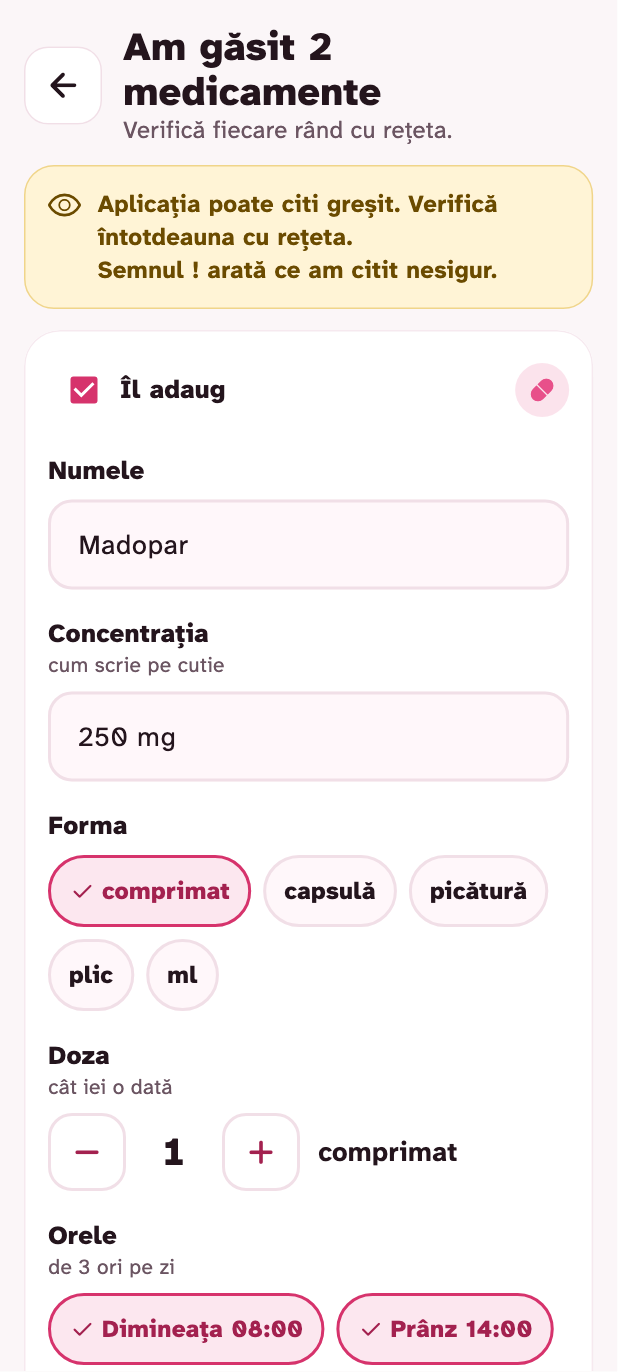 Am găsit 2
medicamente
Verifică fiecare rând cu rețeta.
Aplicația poate citi greșit. Verifică
întotdeauna cu rețeta.
Semnul ! arată ce am citit nesigur.
Îl adaug
Numele
Madopar
Concentrația
cum scrie pe cutie
250 mg
Forma
comprimat
capsulă
picătură
plic
ml
Doza
cât iei o dată
1
comprimat
Orele
de 3 ori pe zi
Dimineața 08:00
Prânz 14:00